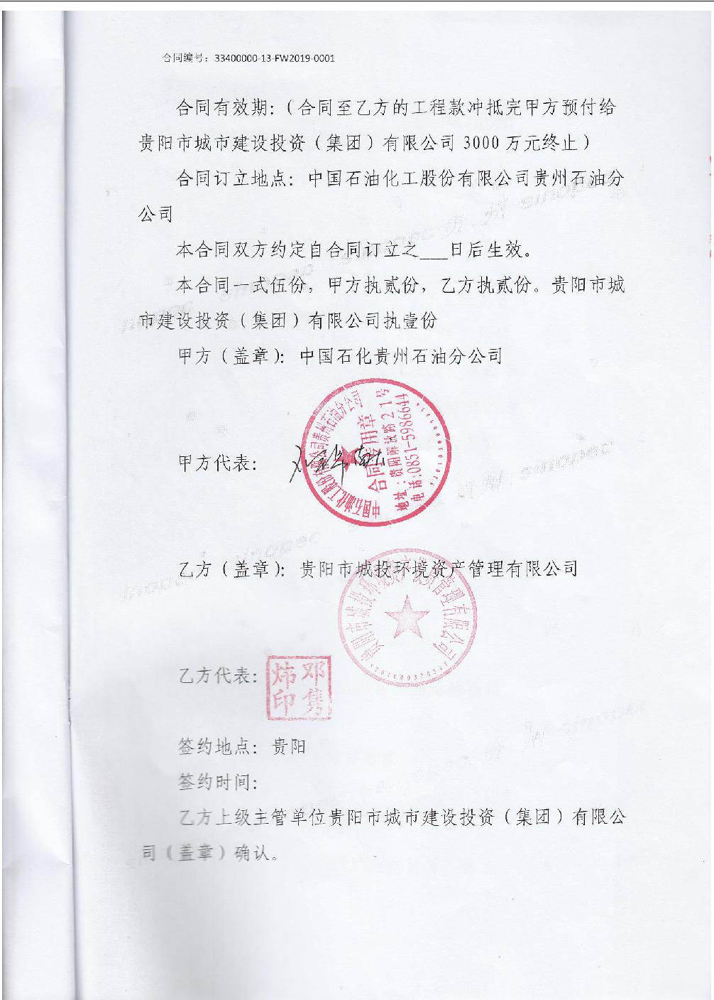 合同编号：33400000-13-FW2019-0001
合同有效期：（合同至乙方的工程款冲抵完甲方预付给
贵阳市城市建设投资（集团）有限公司 3000 万元终止）
合同订立地点：中国石油化工股份有限公司贵州石油分
公司
本合同双方约定自合同订立之___日后生效。
本合同一式伍份，甲方执贰份，乙方执贰份。贵阳市城
市建设投资（集团）有限公司执壹份
甲方（盖章）：中国石化贵州石油分公司
中国石油化工股份有限公司贵州石油分公司
合同专用章
地址：贵阳解放路21号
电话:0851-5986644
甲方代表：
乙方（盖章）：贵阳市城投环境资产管理有限公司
贵阳市城投环境资产投资管理有限公司
乙方代表：
邓隽
炜印
签约地点：贵阳
签约时间：
乙方上级主管单位贵阳市城市建设投资（集团）有限公
司（盖章）确认。